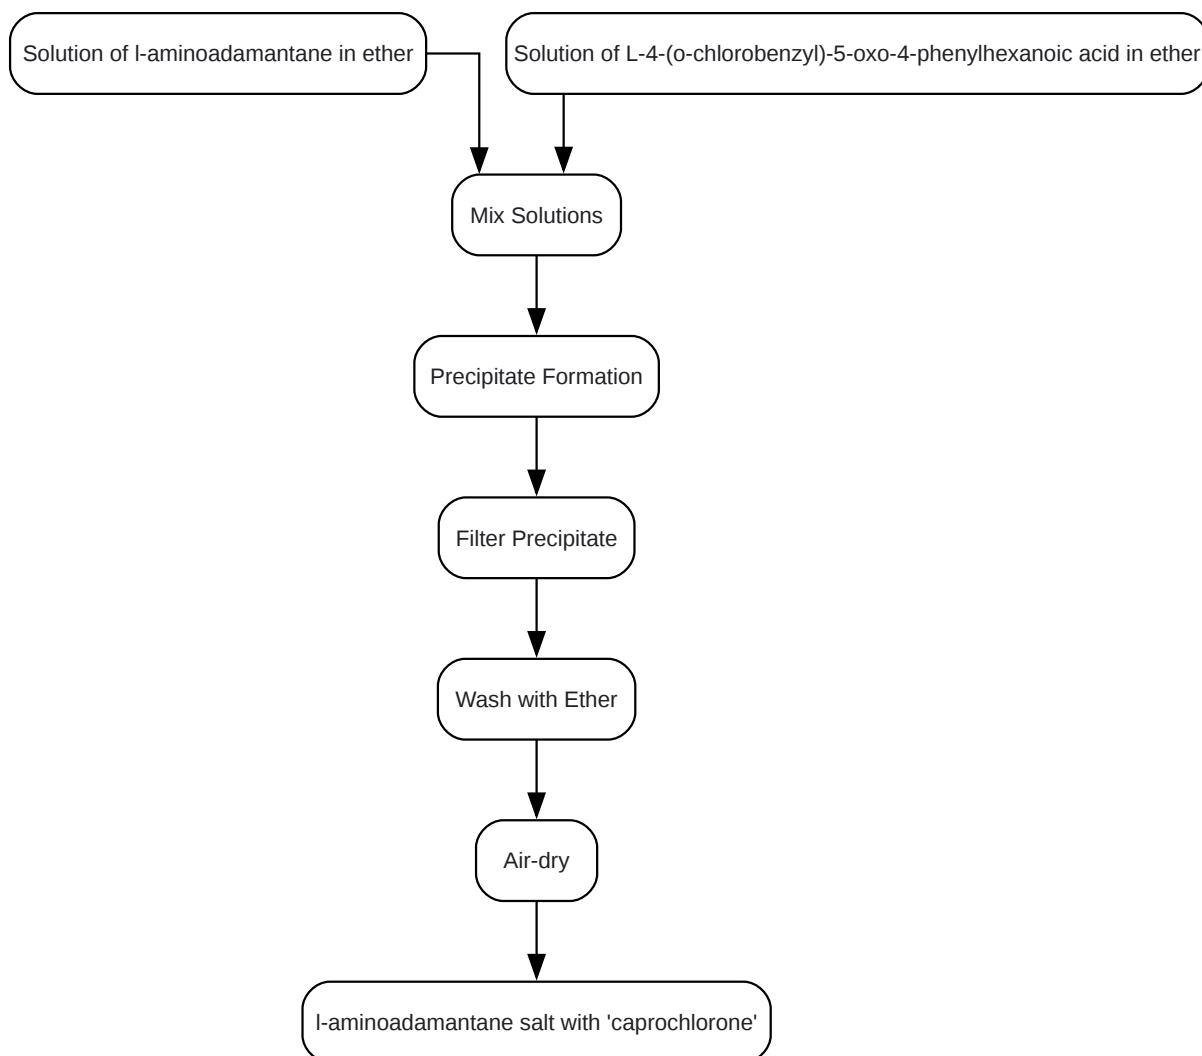 Solution of l-aminoadamantane in ether
Solution of L-4-(o-chlorobenzyl)-5-oxo-4-phenylhexanoic acid in ether
Mix Solutions
Precipitate Formation
Filter Precipitate
Wash with Ether
Air-dry
l-aminoadamantane salt with 'caprochlorone'